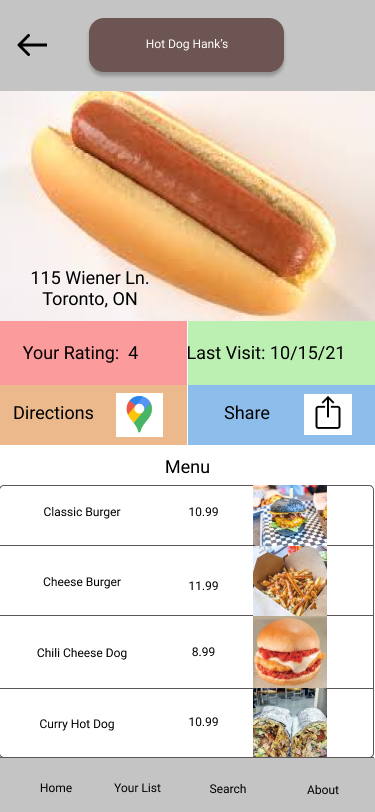 Hot Dog Hank's
115 Wiener Ln.
Toronto, ON
Your Rating: 4
Last Visit: 10/15/21
Directions
Share
Menu
Classic Burger 10.99
Cheese Burger 11.99
Chili Cheese Dog 8.99
Curry Hot Dog 10.99
Home Your List Search About